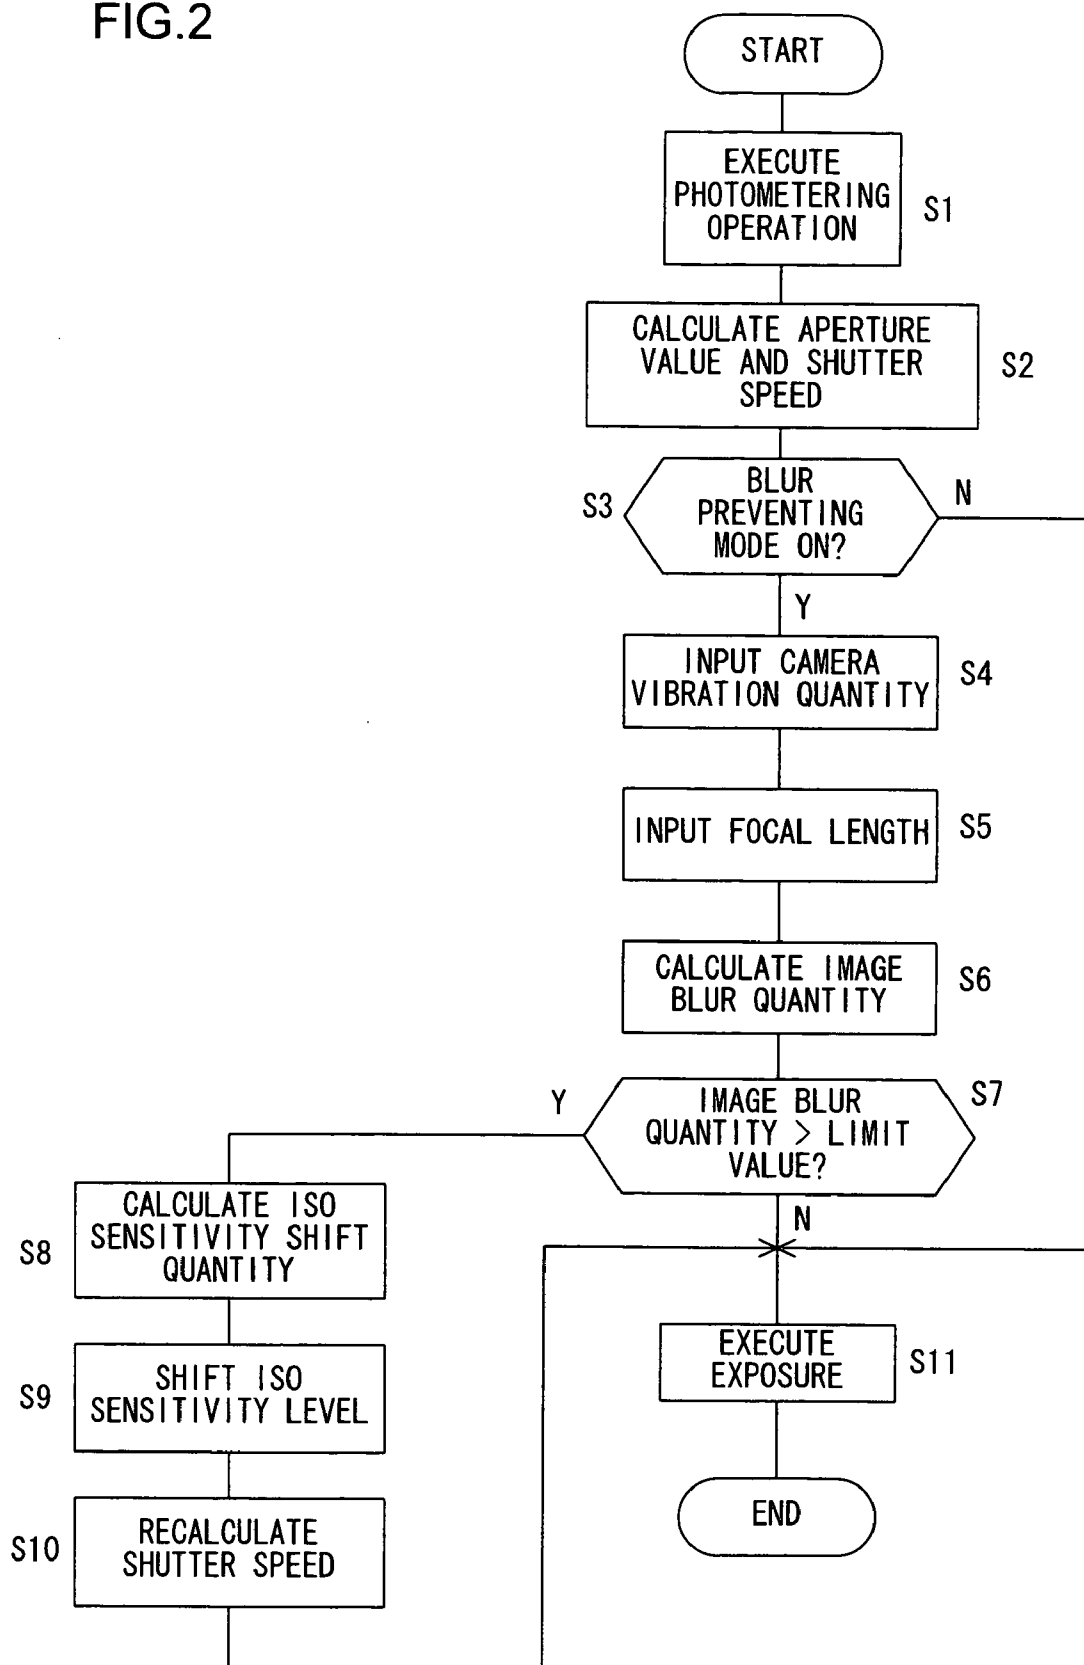 FIG.2
START
EXECUTE
PHOTOMETERING
OPERATION
S1
CALCULATE APERTURE
VALUE AND SHUTTER
SPEED
S2
S3
BLUR
PREVENTING
MODE ON?
N
Y
INPUT CAMERA
VIBRATION QUANTITY
S4
INPUT FOCAL LENGTH
S5
CALCULATE IMAGE
BLUR QUANTITY
S6
IMAGE BLUR
QUANTITY > LIMIT
VALUE?
S7
Y
N
CALCULATE ISO
SENSITIVITY SHIFT
QUANTITY
S8
SHIFT ISO
SENSITIVITY LEVEL
S9
RECALCULATE
SHUTTER SPEED
S10
EXECUTE
EXPOSURE
S11
END